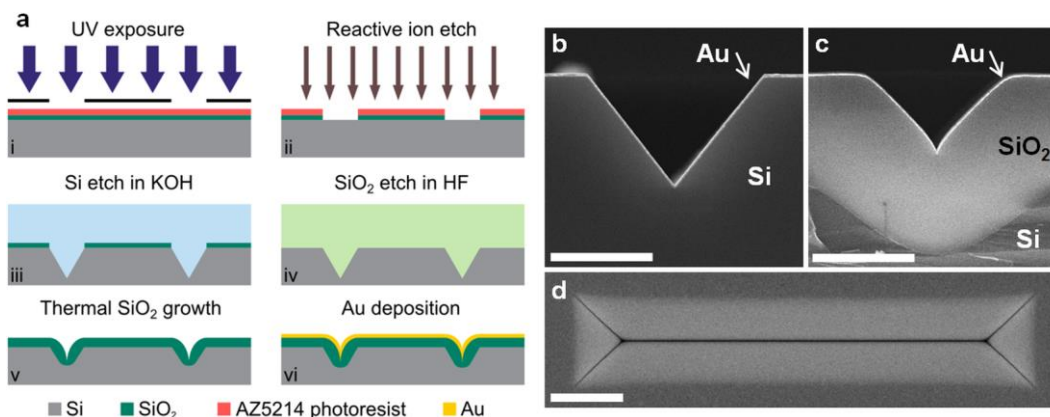 a
UV exposure
Reactive ion etch
i
ii
Si etch in KOH
SiO₂ etch in HF
iii
iv
Thermal SiO₂ growth
Au deposition
v
vi
Si SiO₂ AZ5214 photoresist Au
b
Au
Si
c
Au
SiO₂
Si
d